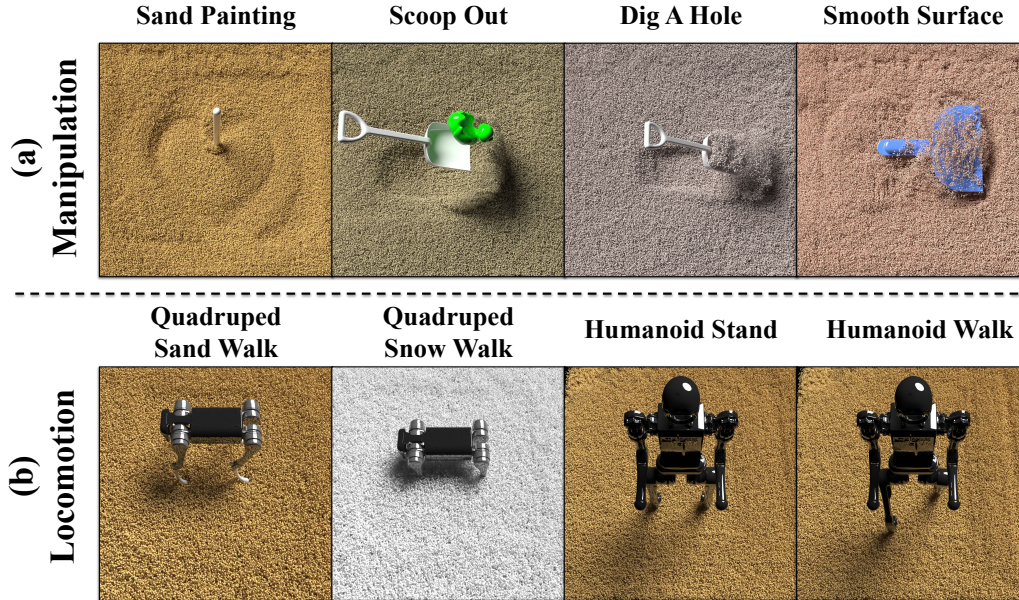 Sand Painting
Scoop Out
Dig A Hole
Smooth Surface
(a)
Manipulation
Quadruped
Sand Walk
Quadruped
Snow Walk
Humanoid Stand
Humanoid Walk
(b)
Locomotion